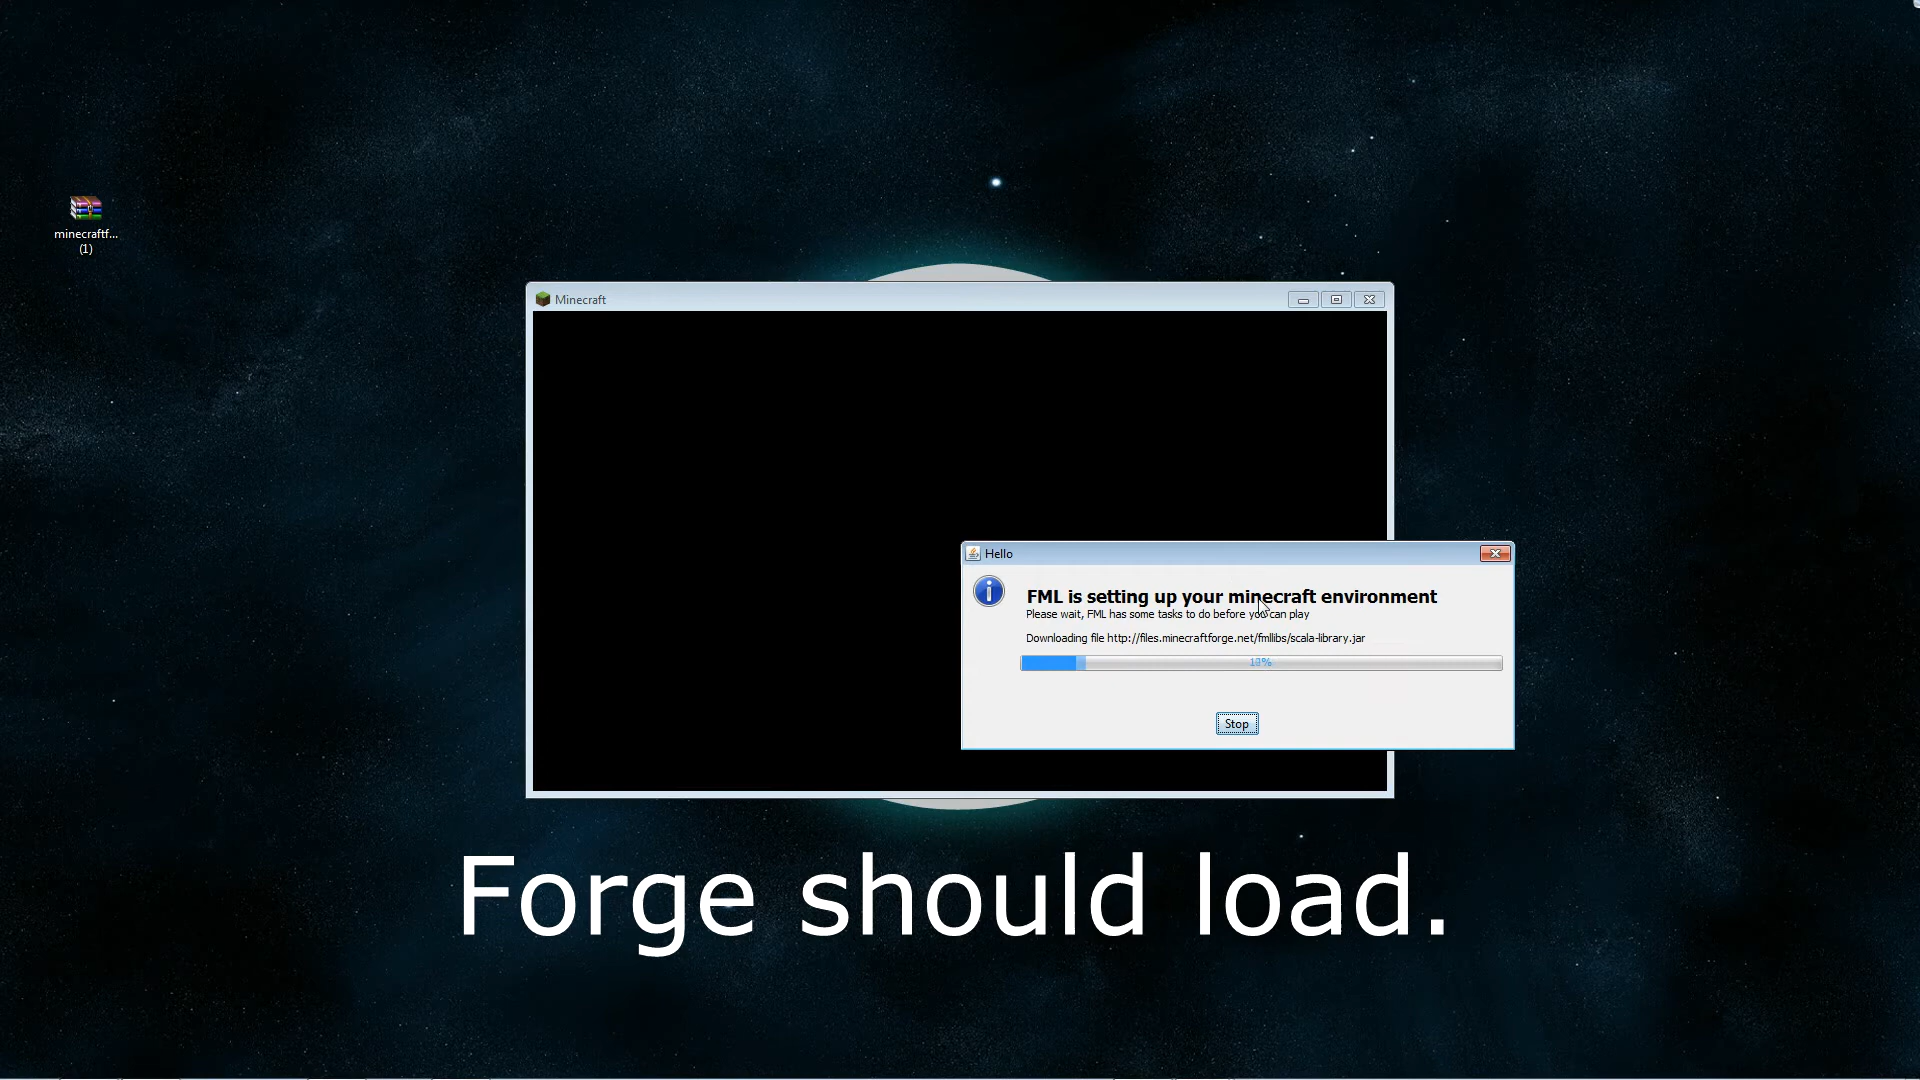 minecraftf...
(1)
Minecraft
Hello
FML is setting up your minecraft environment
Please wait, FML has some tasks to do before you can play
Downloading file http://files.minecraftforge.net/fmllibs/scala-library.jar
Stop
Forge should load.